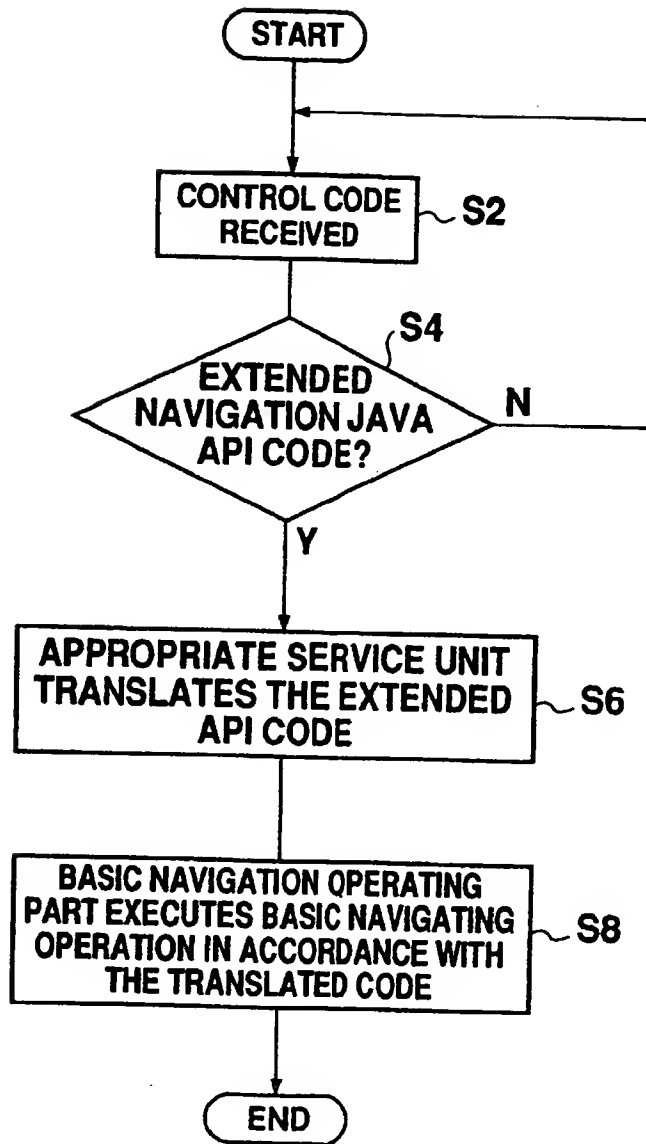 START
CONTROL CODE
RECEIVED
S2
S4
EXTENDED
NAVIGATION JAVA
API CODE?
N
Y
APPROPRIATE SERVICE UNIT
TRANSLATES THE EXTENDED
API CODE
S6
BASIC NAVIGATION OPERATING
PART EXECUTES BASIC NAVIGATING
OPERATION IN ACCORDANCE WITH
THE TRANSLATED CODE
S8
END